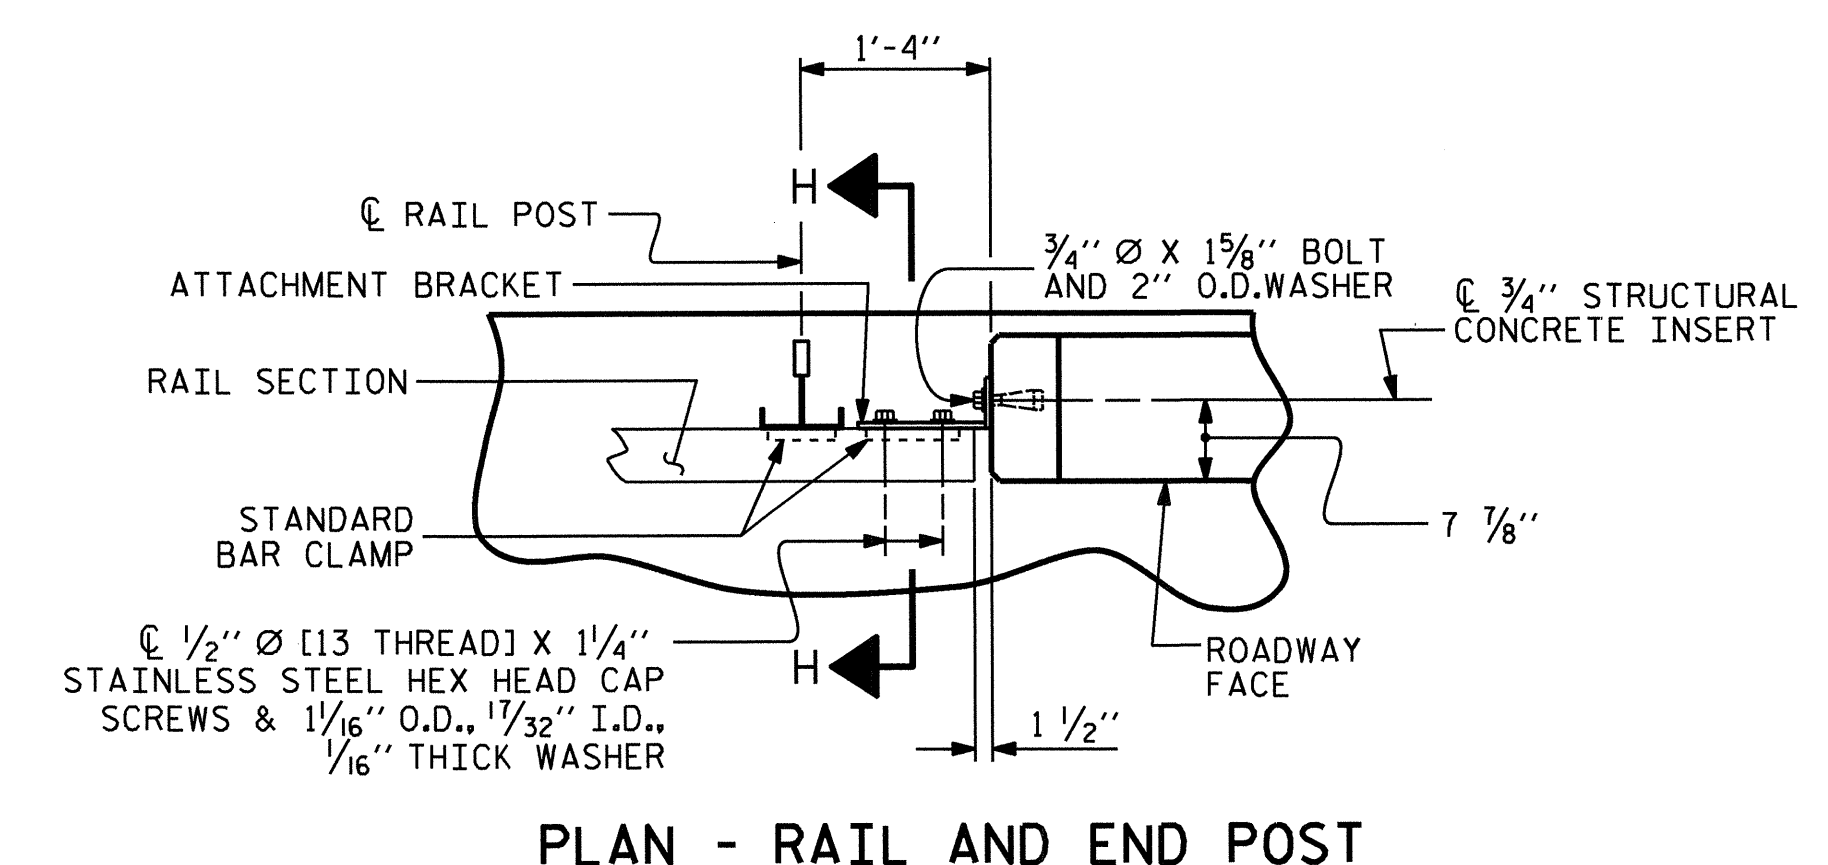 1'-4"
H
℄ RAIL POST
ATTACHMENT BRACKET
3/4" Ø X 1 5/8" BOLT
AND 2" O.D. WASHER
℄ 3/4" STRUCTURAL
CONCRETE INSERT
RAIL SECTION
STANDARD
BAR CLAMP
7 7/8"
℄ 1/2" Ø [13 THREAD] X 1 1/4"
STAINLESS STEEL HEX HEAD CAP
SCREWS & 1 1/16" O.D., 17/32" I.D.,
1/16" THICK WASHER
H
ROADWAY
FACE
1 1/2"
PLAN - RAIL AND END POST